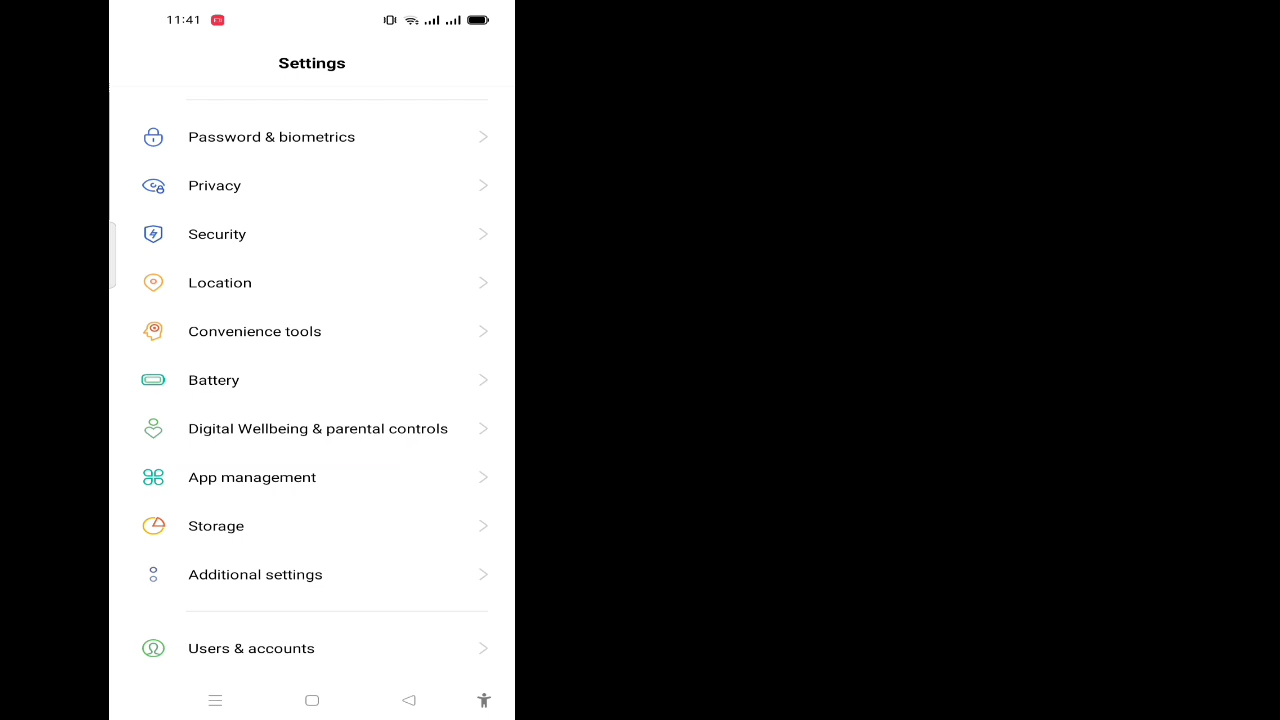 11:41
Settings
Password & biometrics
Privacy
Security
Location
Convenience tools
Battery
Digital Wellbeing & parental controls
App management
Storage
Additional settings
Users & accounts